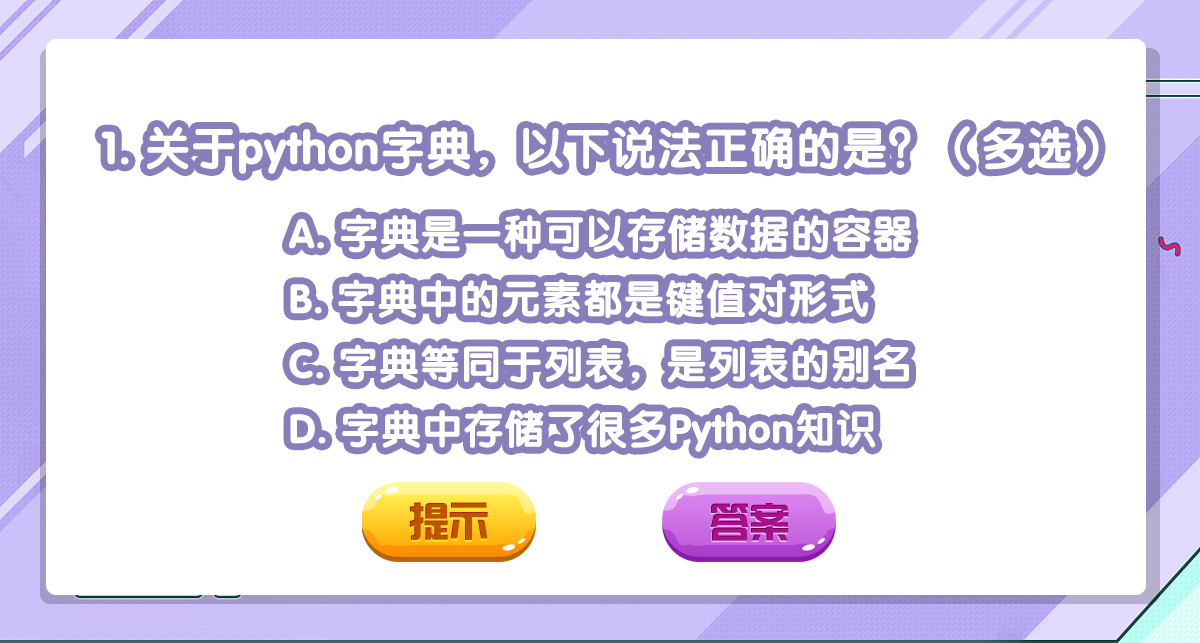 1. 关于python字典，以下说法正确的是？（多选）
A. 字典是一种可以存储数据的容器
B. 字典中的元素都是键值对形式
C. 字典等同于列表，是列表的别名
D. 字典中存储了很多Python知识
提示 答案